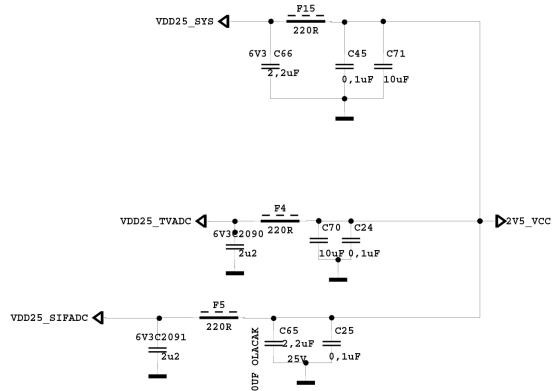 F15
VDD25_SYS
220R
6V3 C66
2,2uF
C45
0,1uF
C71
10uF
F4
VDD25_TVADC
220R
2V5_VCC
6V3C2090
2u2
C70
10uF
C24
0,1uF
F5
VDD25_SIFADC
220R
6V3C2091
2u2
C65
2,2uF
25V
0UF OLACAK
C25
0,1uF